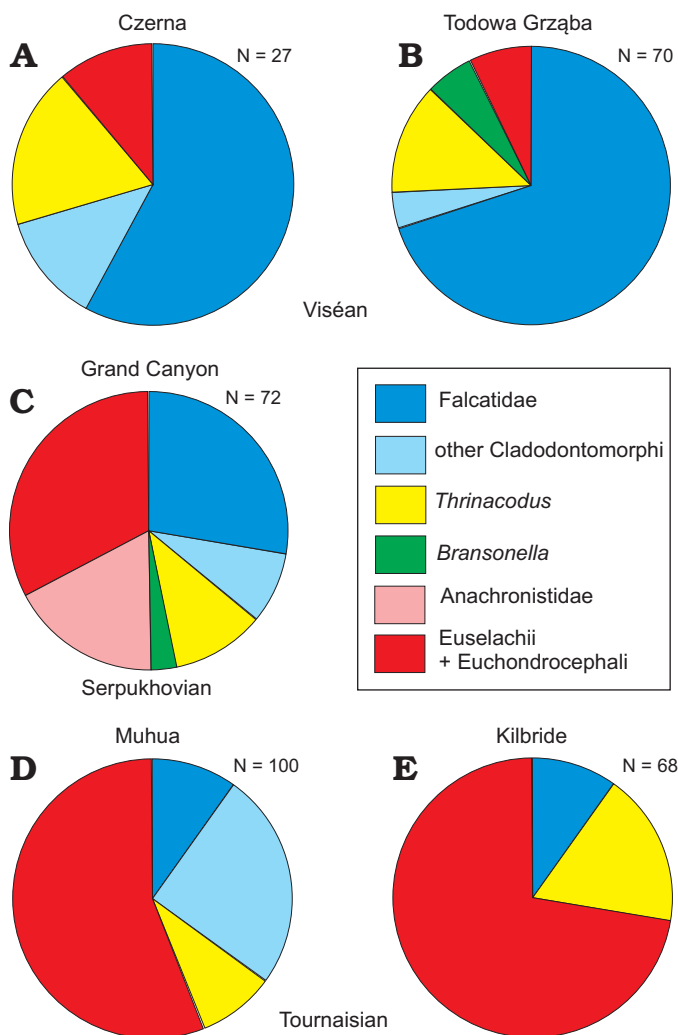 Czerna
A
N = 27
Todowa Grząba
B
N = 70
Viséan
Grand Canyon
C
N = 72
Serpukhovian
Falcatidae
other Cladodontomorphi
Thrinacodus
Bransonella
Anachronistidae
Euselachii
+ Euchondrocephali
Muhua
D
N = 100
Kilbride
E
N = 68
Tournaisian